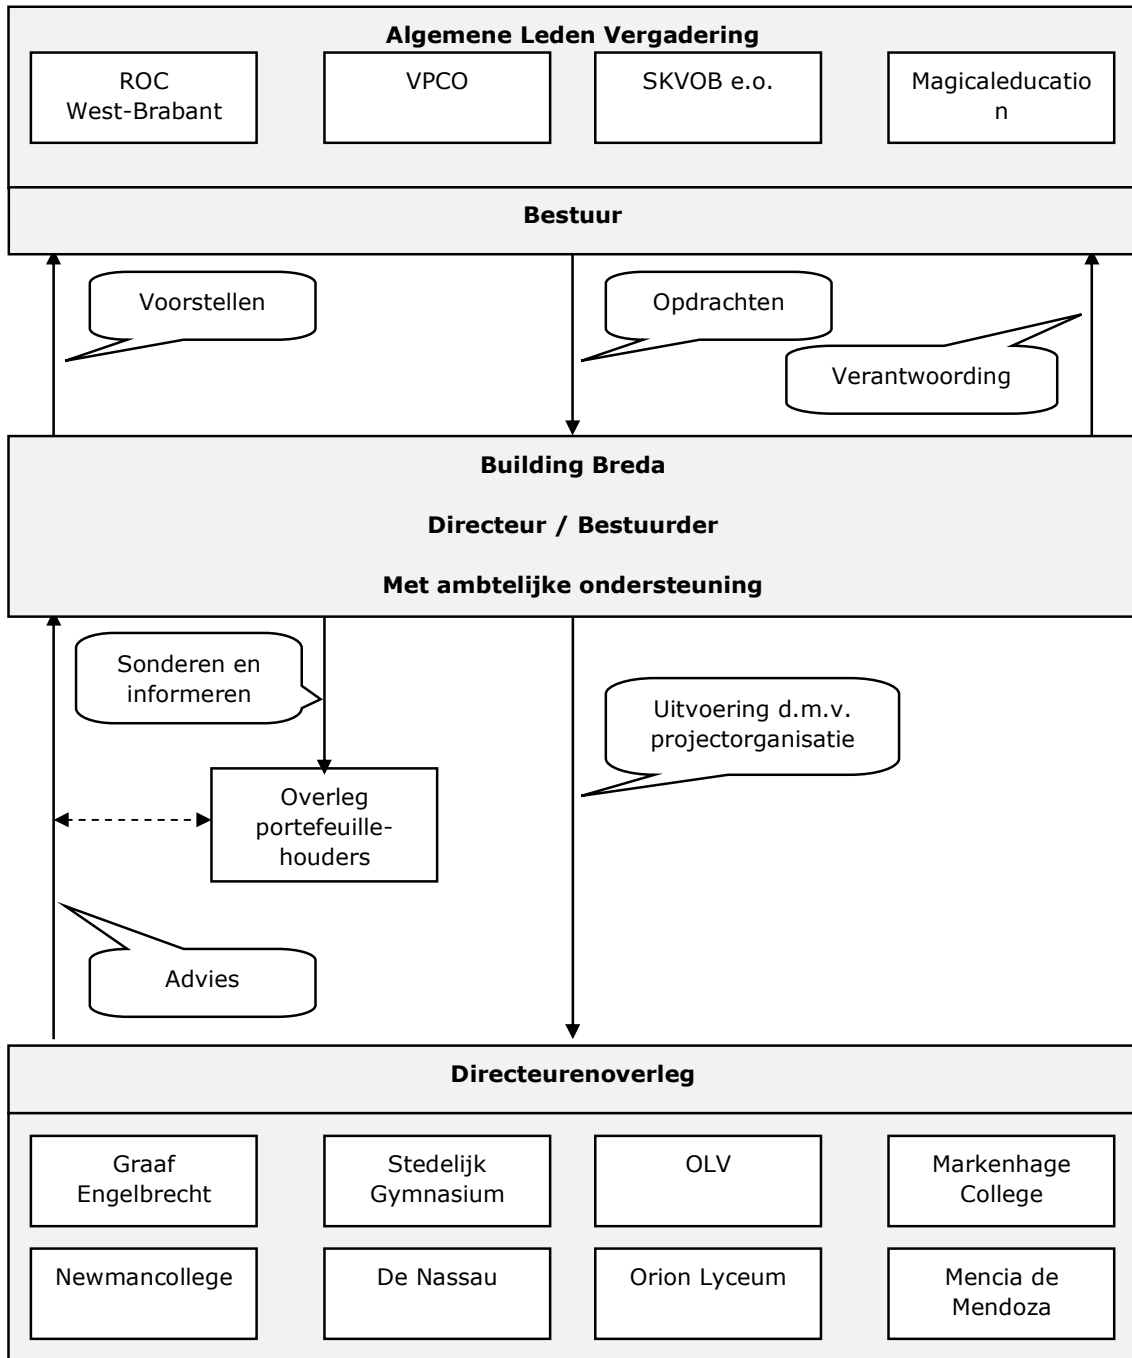 Algemene Leden Vergadering
ROC
West-Brabant
VPCO
SKVOB e.o.
Magicaleducatio
n
Bestuur
Voorstellen
Opdrachten
Verantwoording
Building Breda
Directeur / Bestuurder
Met ambtelijke ondersteuning
Sonderen en
informeren
Uitvoering d.m.v.
projectorganisatie
Overleg
portefeuille-
houders
Advies
Directeurenoverleg
Graaf
Engelbrecht
Stedelijk
Gymnasium
OLV
Markenhage
College
Newmancollege
De Nassau
Orion Lyceum
Mencia de
Mendoza